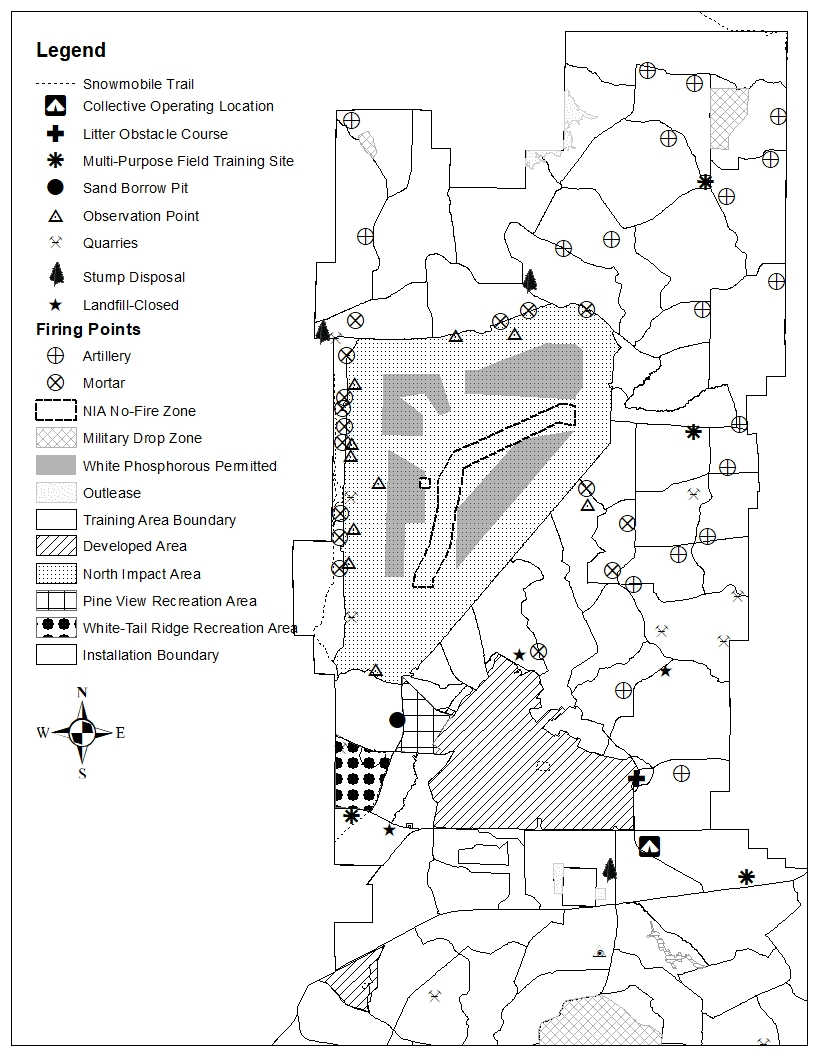 Legend
Snowmobile Trail
Collective Operating Location
Litter Obstacle Course
Multi-Purpose Field Training Site
Sand Borrow Pit
Observation Point
Quarries
Stump Disposal
Landfill-Closed
Firing Points
Artillery
Mortar
NIA No-Fire Zone
Military Drop Zone
White Phosphorous Permitted
Outlease
Training Area Boundary
Developed Area
North Impact Area
Pine View Recreation Area
White-Tail Ridge Recreation Area
Installation Boundary
N
W E
S